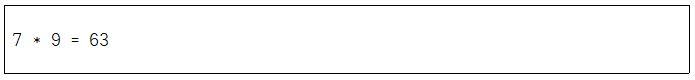 7 * 9 = 63